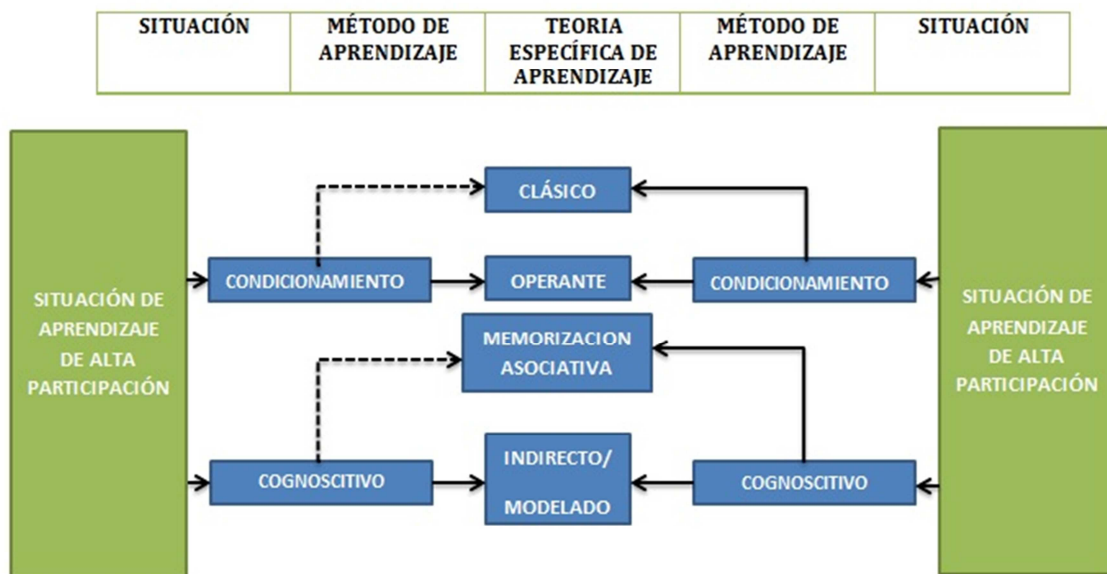 SITUACIÓN
MÉTODO DE
APRENDIZAJE
TEORIA
ESPECÍFICA DE
APRENDIZAJE
MÉTODO DE
APRENDIZAJE
SITUACIÓN
SITUACIÓN DE
APRENDIZAJE
DE ALTA
PARTICIPACIÓN
CLÁSICO
CONDICIONAMIENTO
OPERANTE
CONDICIONAMIENTO
MEMORIZACION
ASOCIATIVA
COGNOSCITIVO
INDIRECTO/
MODELADO
COGNOSCITIVO
SITUACIÓN DE
APRENDIZAJE
DE ALTA
PARTICIPACIÓN